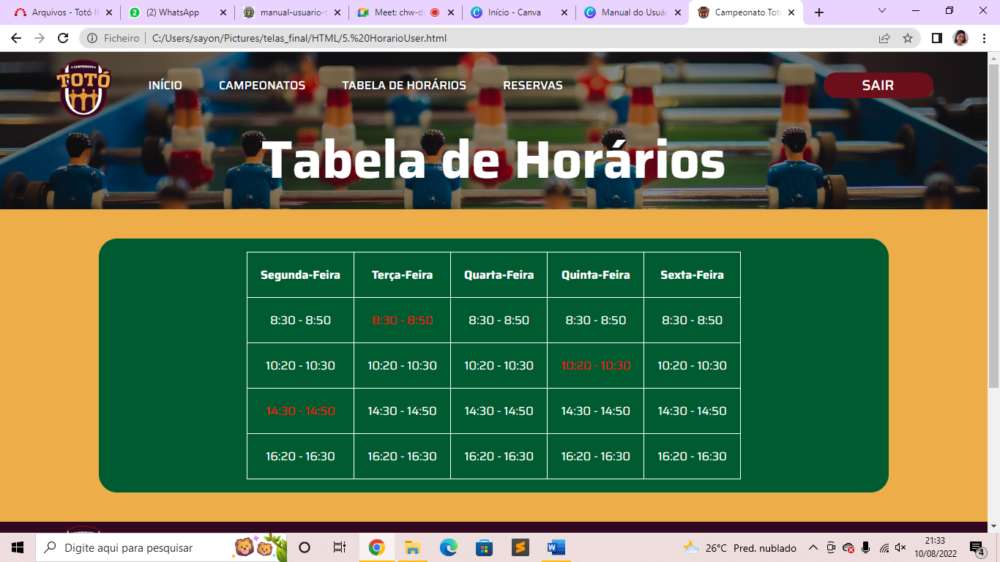 Arquivos - Totó IF
(2) WhatsApp
manual-usuario-t
Meet: chw-do
Início - Canva
Manual do Usuár
Campeonato Totó
Ficheiro
C:/Users/sayon/Pictures/telas_final/HTML/5.%20HorarioUser.html
CAMPEONATO
TOTÓ
INÍCIO CAMPEONATOS TABELA DE HORÁRIOS RESERVAS SAIR
Tabela de Horários
Segunda-Feira Terça-Feira Quarta-Feira Quinta-Feira Sexta-Feira
8:30 - 8:50 8:30 - 8:50 8:30 - 8:50 8:30 - 8:50 8:30 - 8:50
10:20 - 10:30 10:20 - 10:30 10:20 - 10:30 10:20 - 10:30 10:20 - 10:30
14:30 - 14:50 14:30 - 14:50 14:30 - 14:50 14:30 - 14:50 14:30 - 14:50
16:20 - 16:30 16:20 - 16:30 16:20 - 16:30 16:20 - 16:30 16:20 - 16:30
Digite aqui para pesquisar
26°C Pred. nublado
21:33
10/08/2022
4